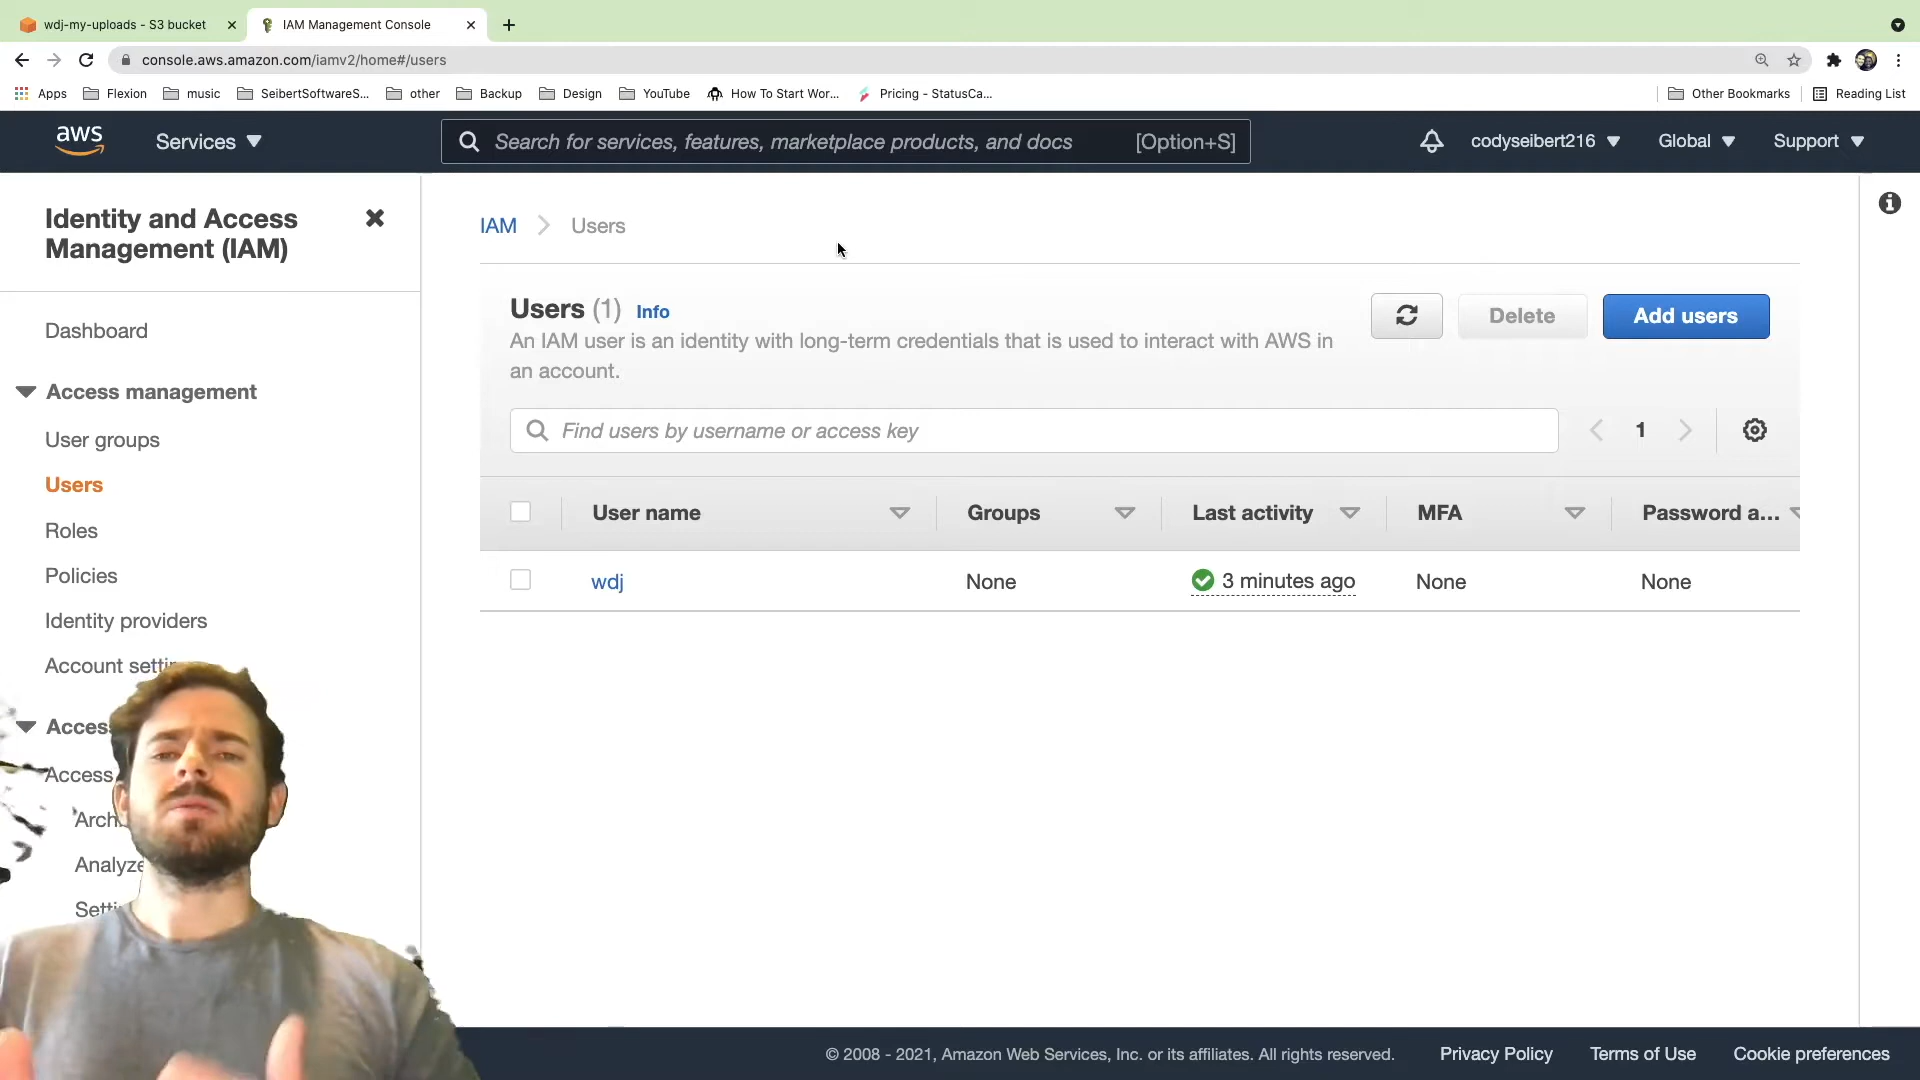 wdj-my-uploads - S3 bucket
IAM Management Console
console.aws.amazon.com/iamv2/home#/users
Apps
Flexion
music
SeibertSoftwareS...
other
Backup
Design
YouTube
How To Start Wor...
Pricing - StatusCa...
Other Bookmarks
Reading List
aws
Services
Search for services, features, marketplace products, and docs
[Option+S]
codyseibert216
Global
Support
Identity and Access
Management (IAM)
Dashboard
Access management
User groups
Users
Roles
Policies
Identity providers
Account
Access
IAM
Users
Users (1)
Info
An IAM user is an identity with long-term credentials that is used to interact with AWS in
an account.
Delete
Add users
Find users by username or access key
1
User name
Groups
Last activity
MFA
Password a...
wdj
None
3 minutes ago
None
None
© 2008 - 2021, Amazon Web Services, Inc. or its affiliates. All rights reserved.
Privacy Policy
Terms of Use
Cookie preferences